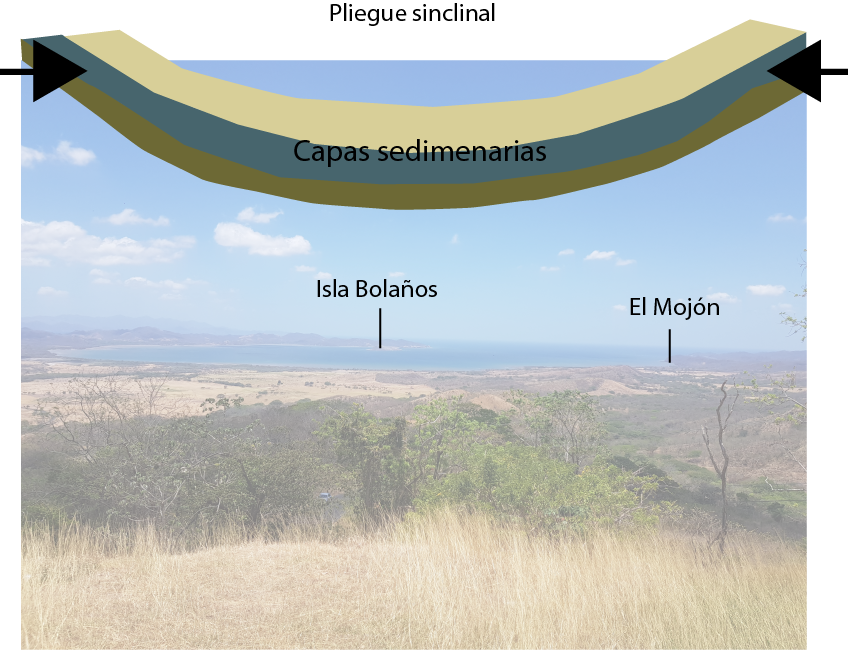 Pliegue sinclinal
Capas sedimenarias
Isla Bolaños
El Mojón